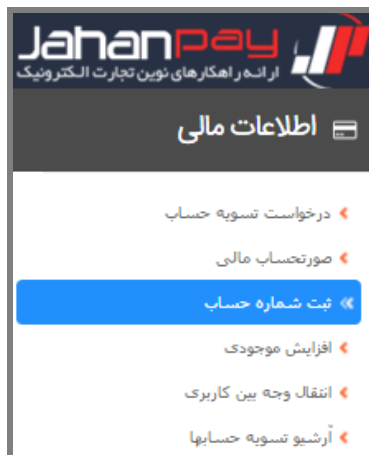 Jahanpay
ارائه راهکارهای نوین تجارت الکترونیک
اطلاعات مالی
درخواست تسویه حساب
صورتحساب مالی
ثبت شماره حساب
افزایش موجودی
انتقال وجه بین کاربری
آرشیو تسویه حسابها